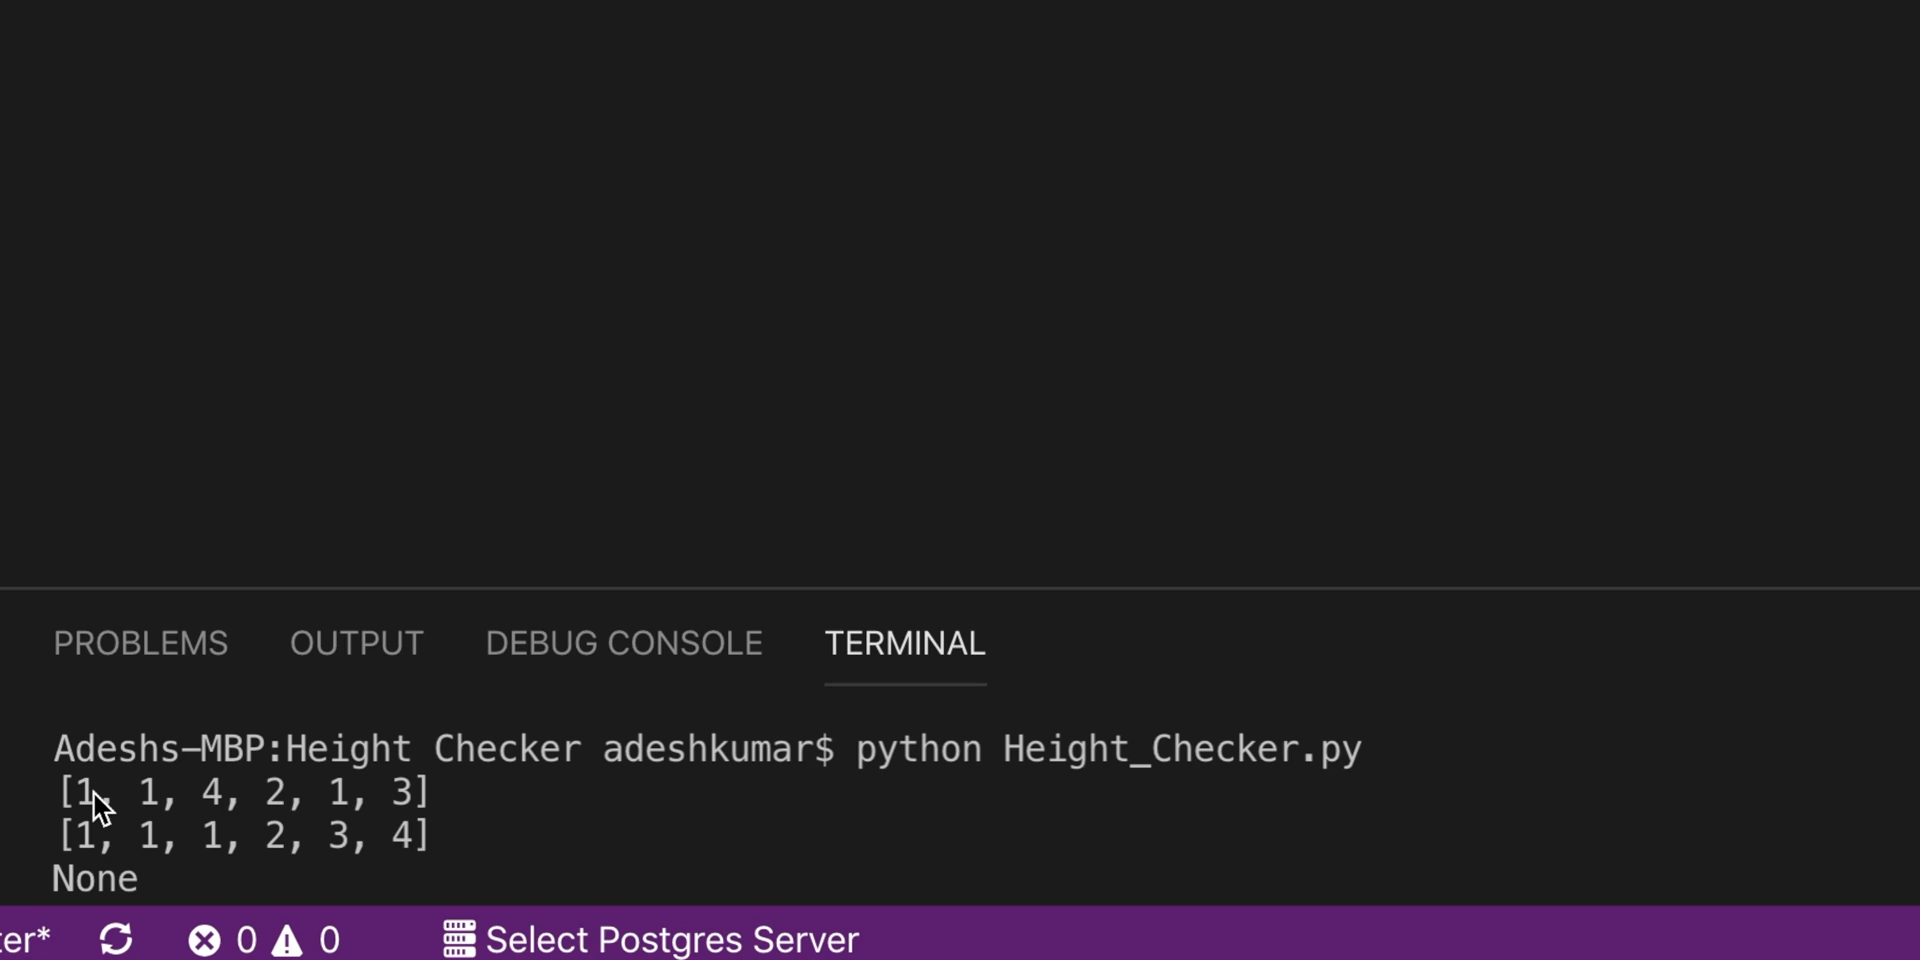 PROBLEMS OUTPUT DEBUG CONSOLE TERMINAL
Adeshs-MBP:Height Checker adeshkumar$ python Height_Checker.py
[1, 1, 4, 2, 1, 3]
[1, 1, 1, 2, 3, 4]
None
ter* 0 0 Select Postgres Server